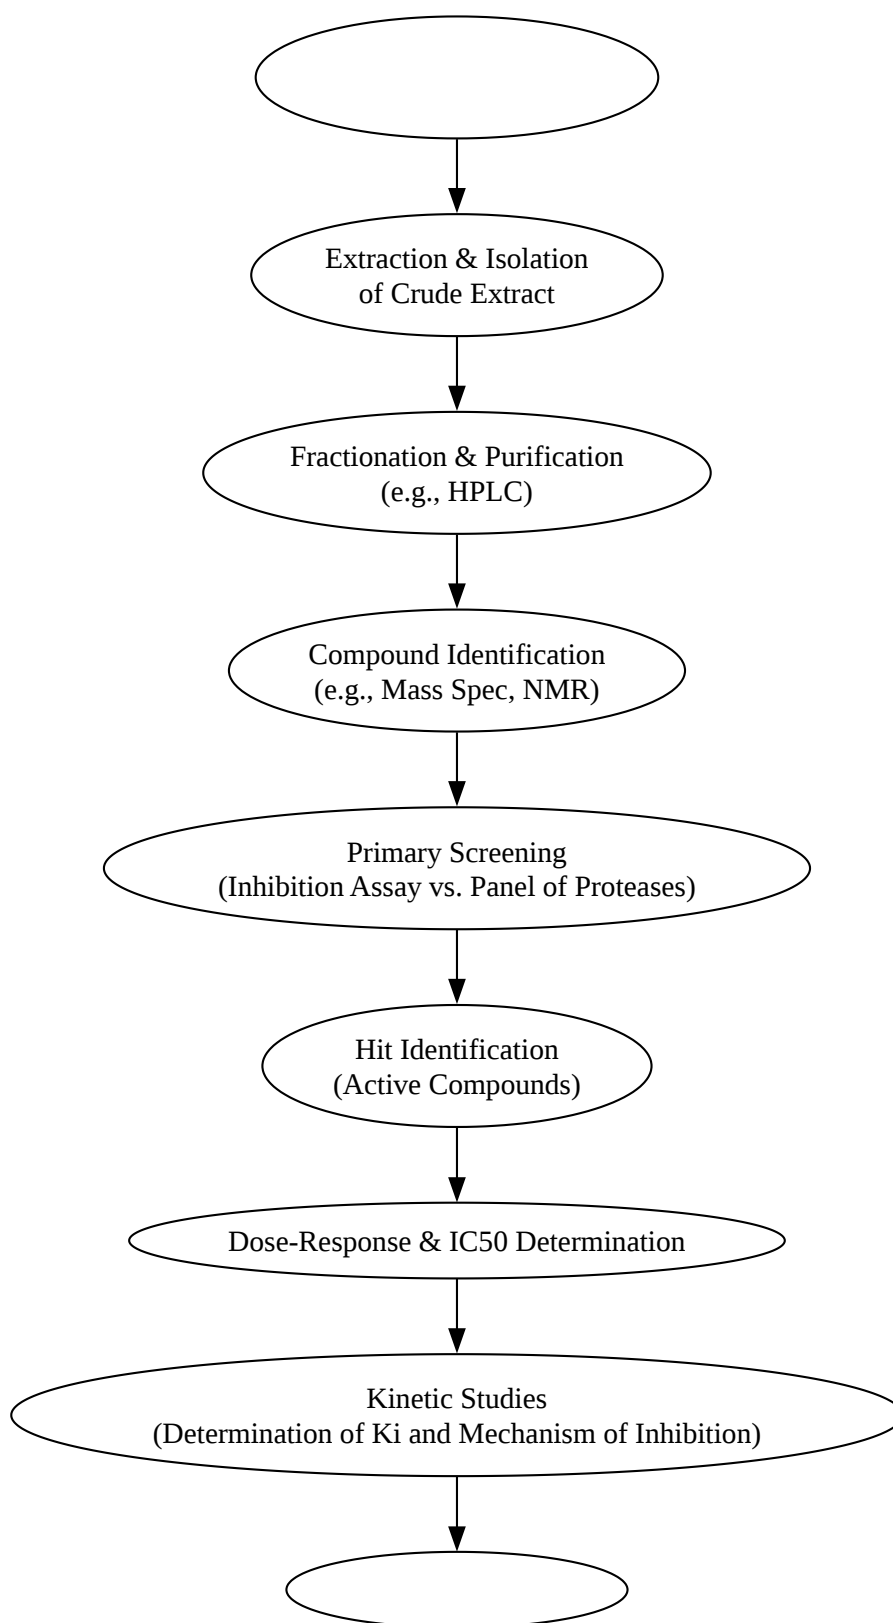 Extraction & Isolation
of Crude Extract
Fractionation & Purification
(e.g., HPLC)
Compound Identification
(e.g., Mass Spec, NMR)
Primary Screening
(Inhibition Assay vs. Panel of Proteases)
Hit Identification
(Active Compounds)
Dose-Response & IC50 Determination
Kinetic Studies
(Determination of Ki and Mechanism of Inhibition)